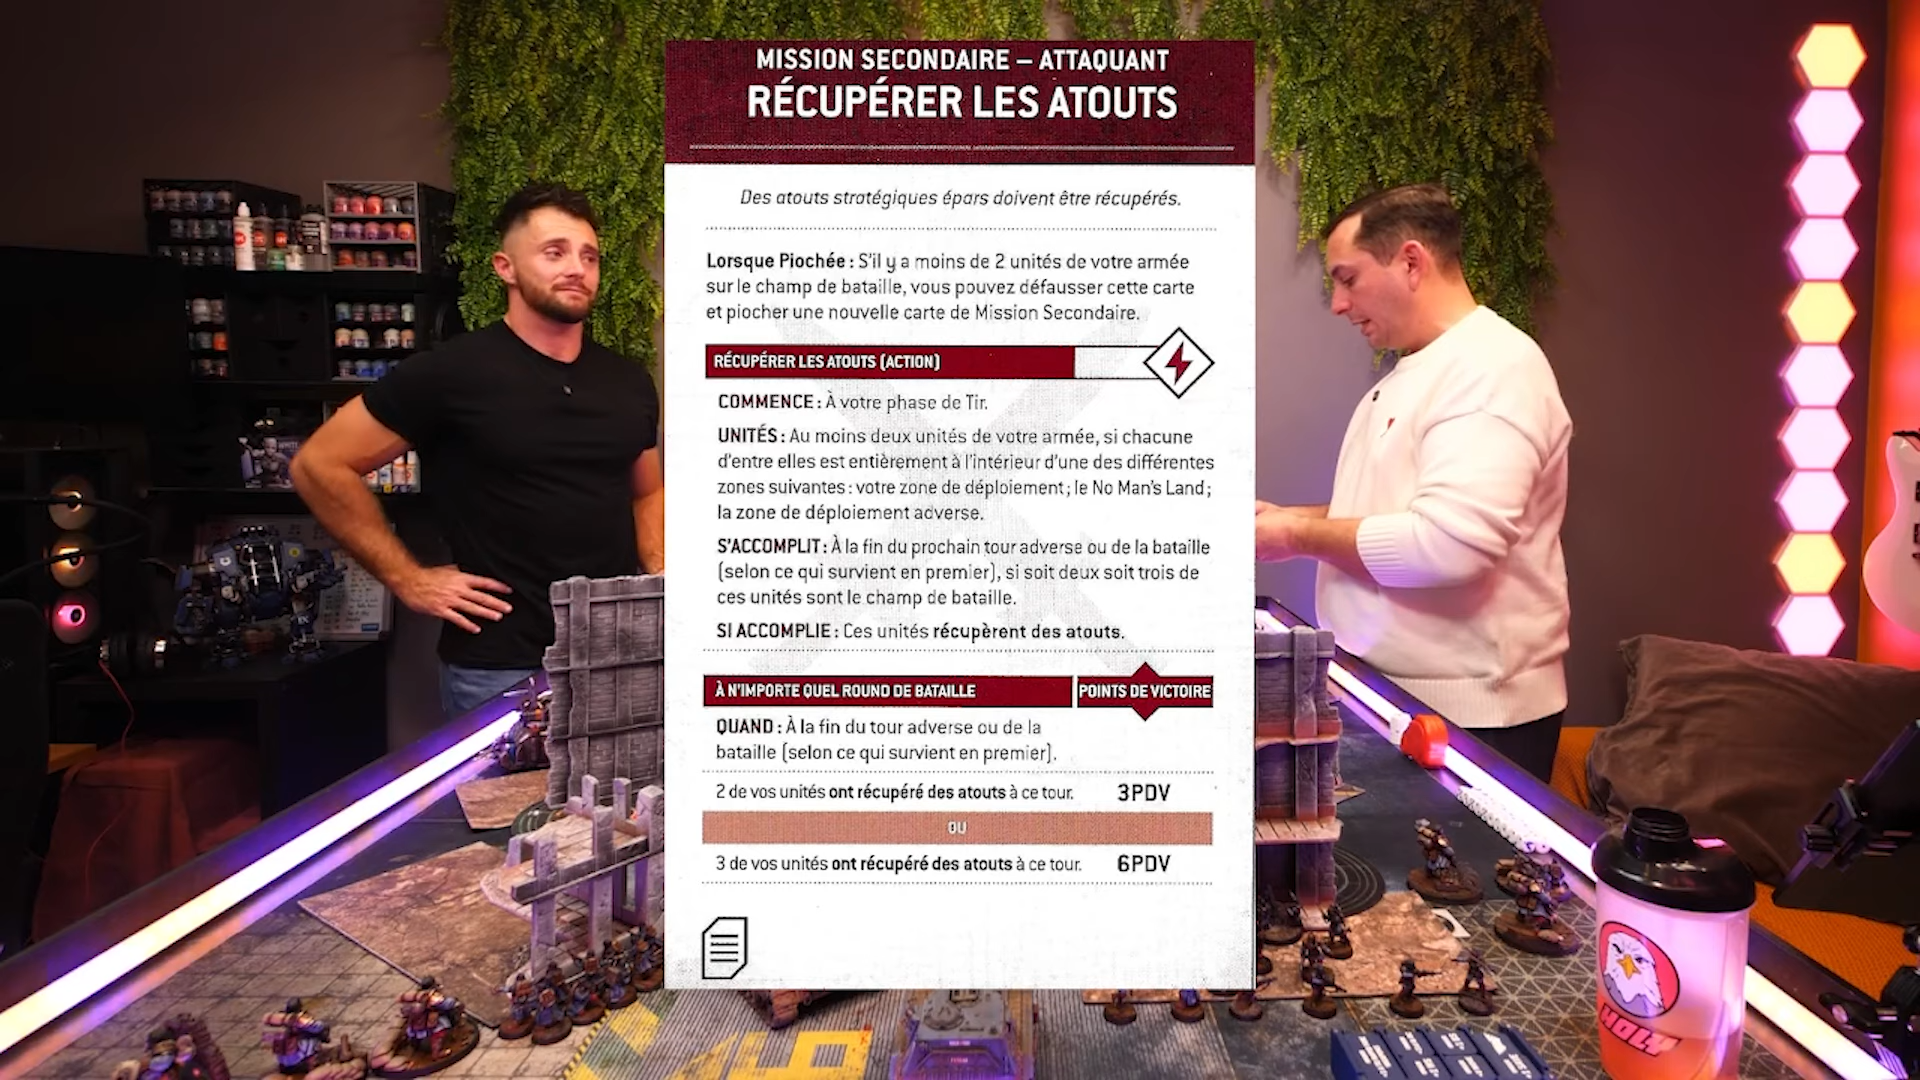 MISSION SECONDAIRE – ATTAQUANT
RÉCUPÉRER LES ATOUTS
Des atouts stratégiques épars doivent être récupérés.
Lorsque Piochée : S'il y a moins de 2 unités de votre armée
sur le champ de bataille, vous pouvez défausser cette carte
et piocher une nouvelle carte de Mission Secondaire.
RÉCUPÉRER LES ATOUTS (ACTION)
COMMENCE : À votre phase de Tir.
UNITÉS : Au moins deux unités de votre armée, si chacune
d'entre elles est entièrement à l'intérieur d'une des différentes
zones suivantes : votre zone de déploiement ; le No Man's Land ;
la zone de déploiement adverse.
S'ACCOMPLIT : À la fin du prochain tour adverse ou de la bataille
(selon ce qui survient en premier), si soit deux soit trois de
ces unités sont le champ de bataille.
SI ACCOMPLIE : Ces unités récupèrent des atouts.
À N'IMPORTE QUEL ROUND DE BATAILLE
POINTS DE VICTOIRE
QUAND : À la fin du tour adverse ou de la
bataille (selon ce qui survient en premier).
2 de vos unités ont récupéré des atouts à ce tour. 3PDV
OU
3 de vos unités ont récupéré des atouts à ce tour. 6PDV
HOLY